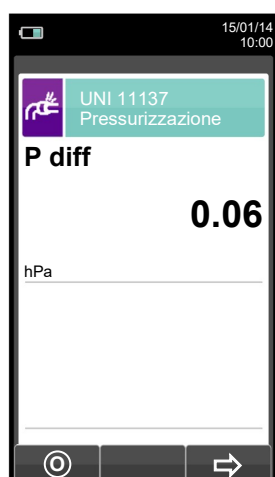 15/01/14
10:00
UNI 11137
Pressurizzazione
P diff
0.06
hPa